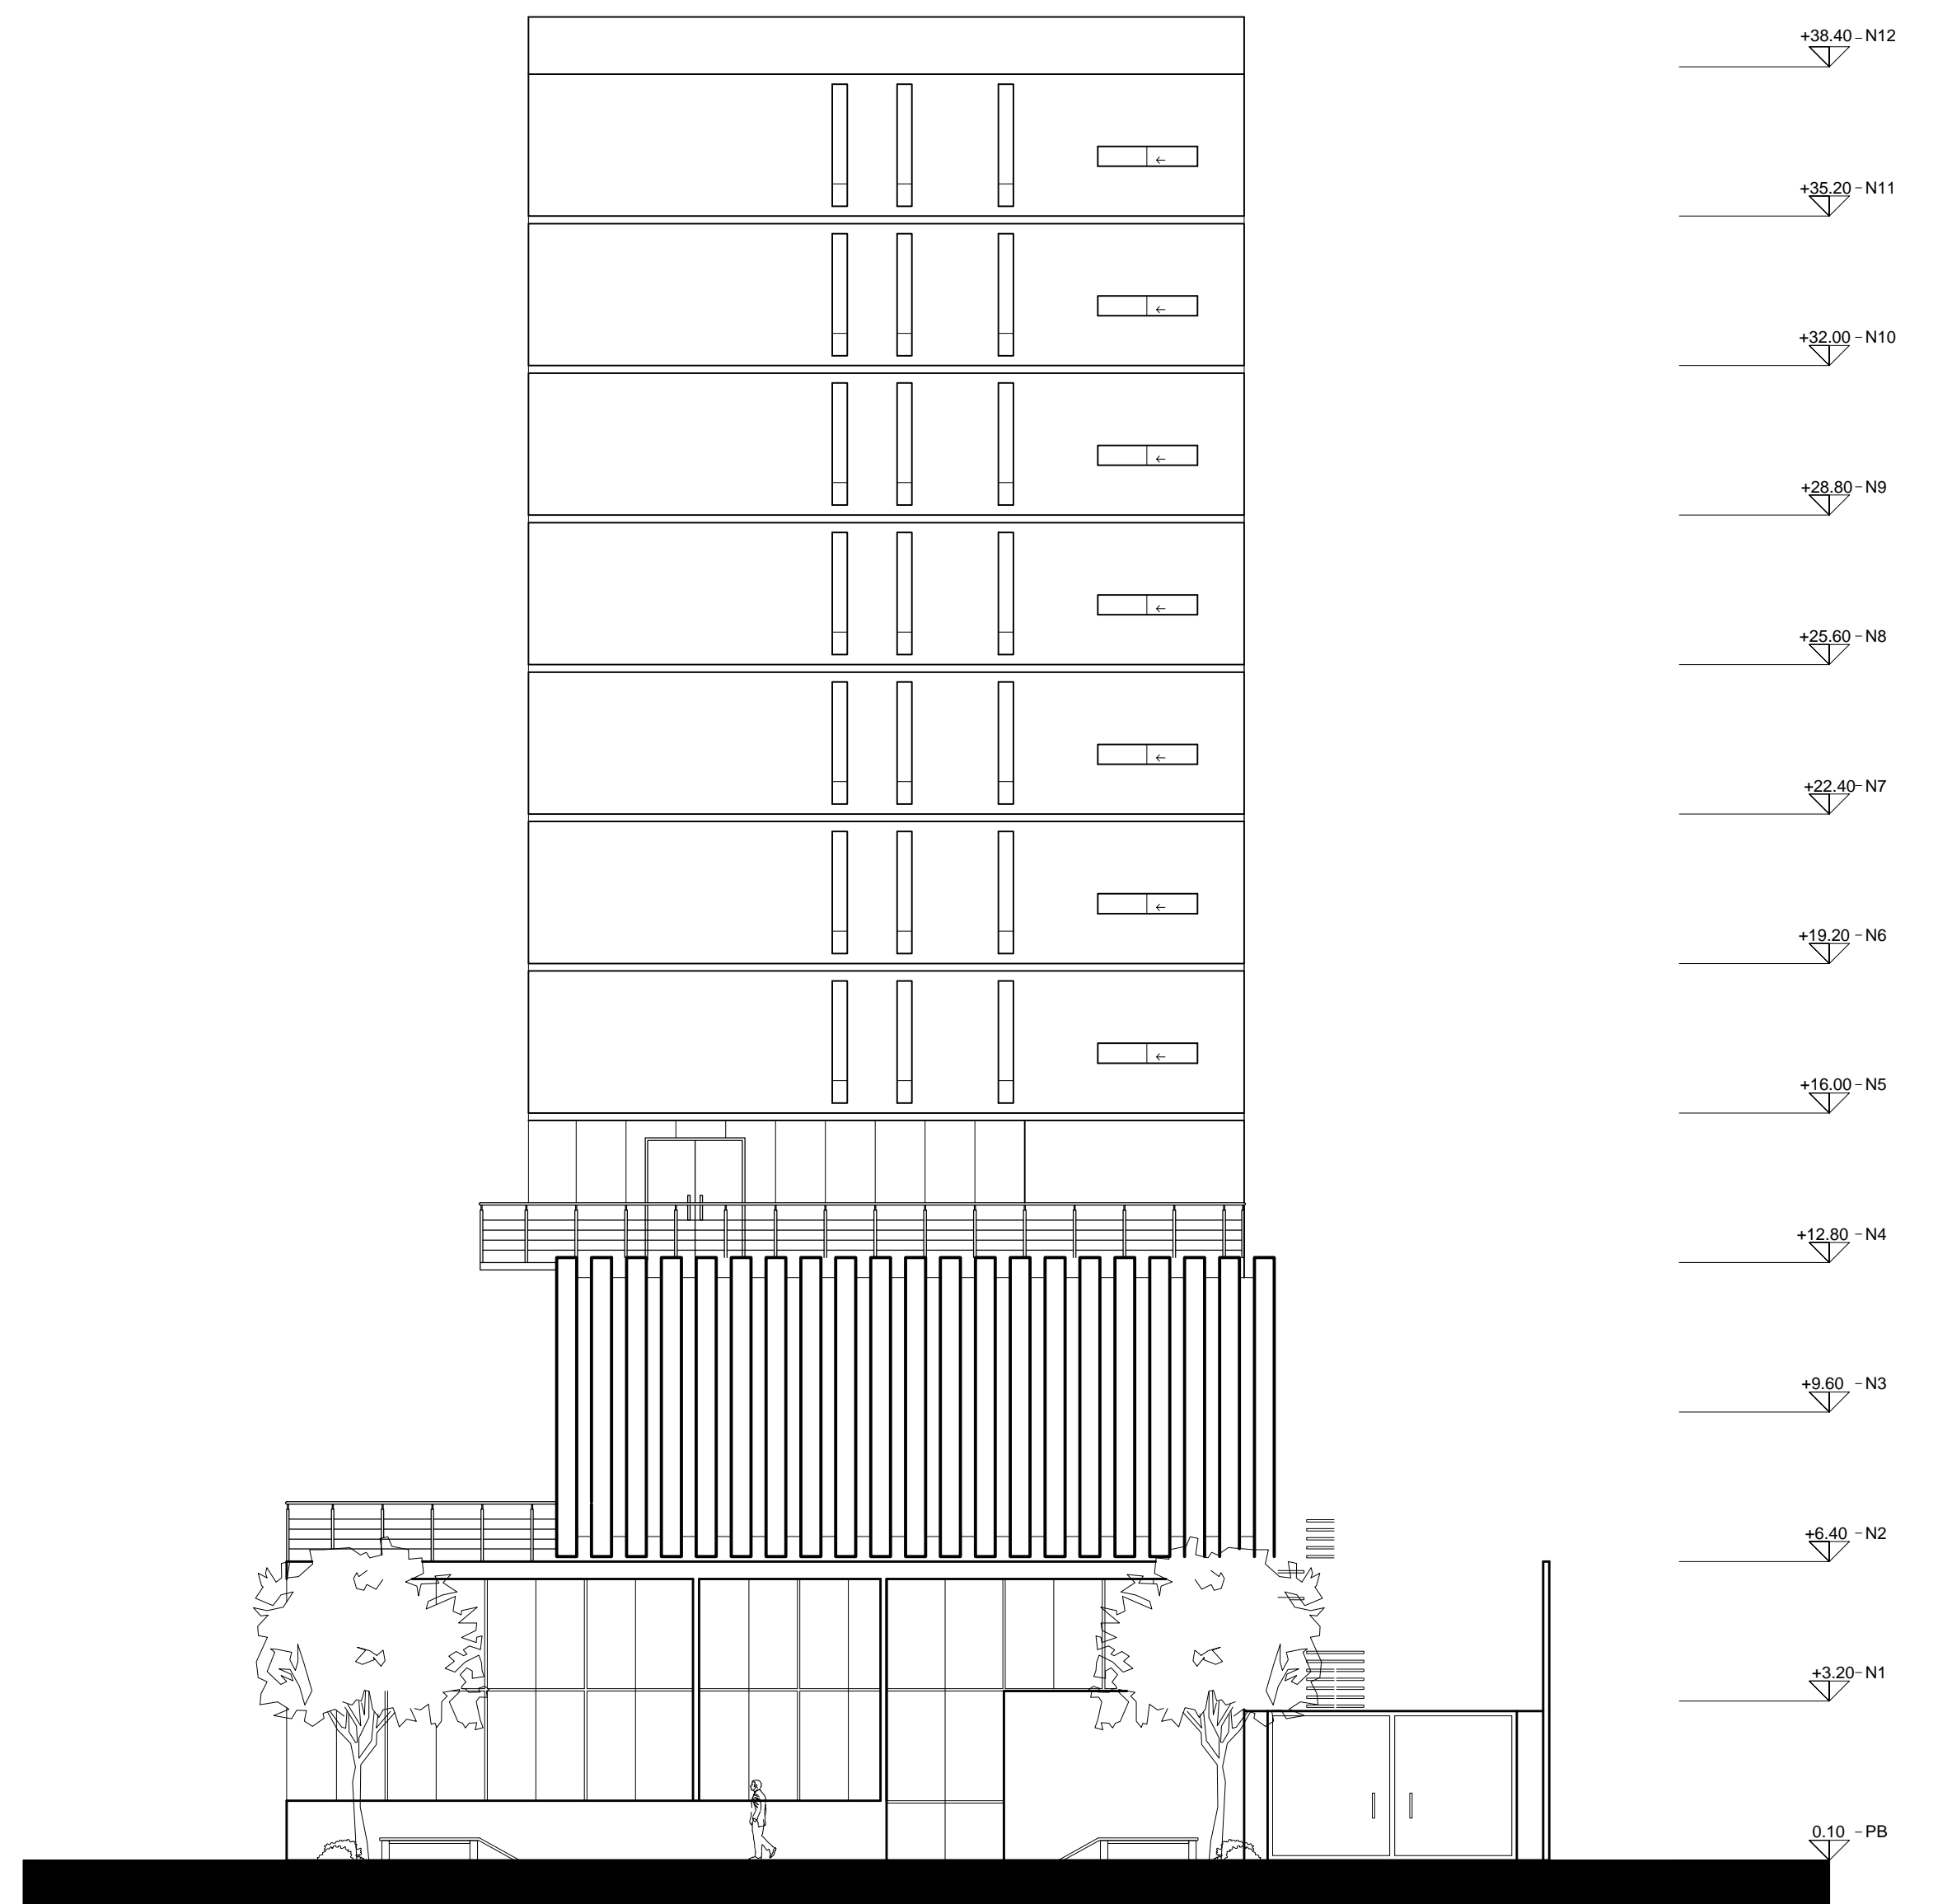 +38.40 - N12
+35.20 - N11
+32.00 - N10
+28.80 - N9
+25.60 - N8
+22.40 - N7
+19.20 - N6
+16.00 - N5
+12.80 - N4
+9.60 - N3
+6.40 - N2
+3.20 - N1
0.10 - PB